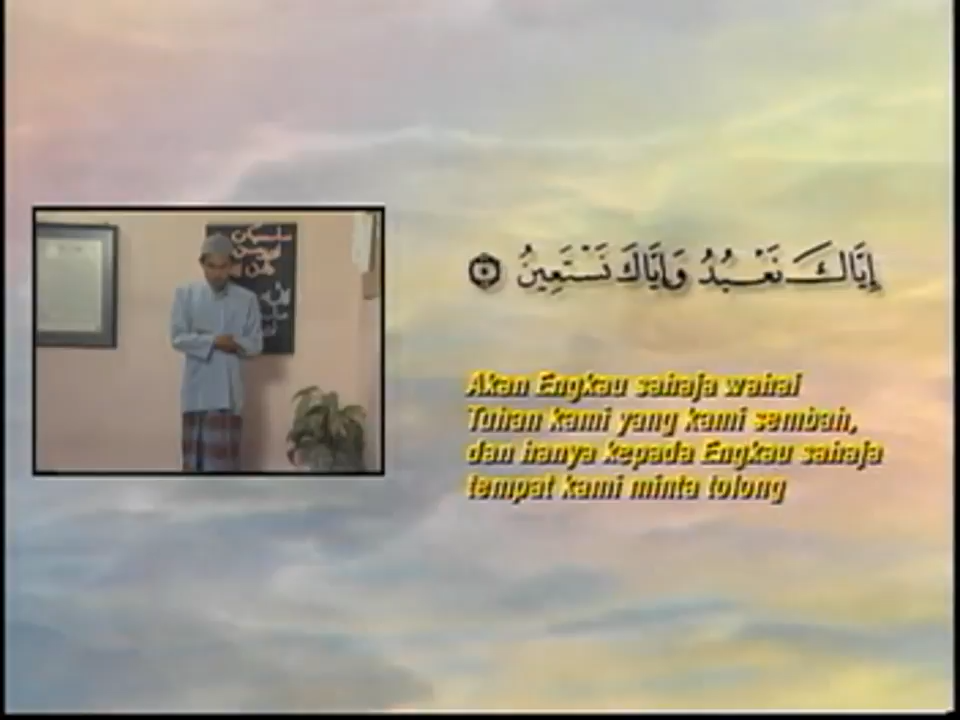 إِيَّاكَ نَعْبُدُ وَإِيَّاكَ نَسْتَعِينُ ٥
Akan Engkau sahaja wahai
Tuhan kami yang kami sembah,
dan hanya kepada Engkau sahaja
tempat kami minta tolong